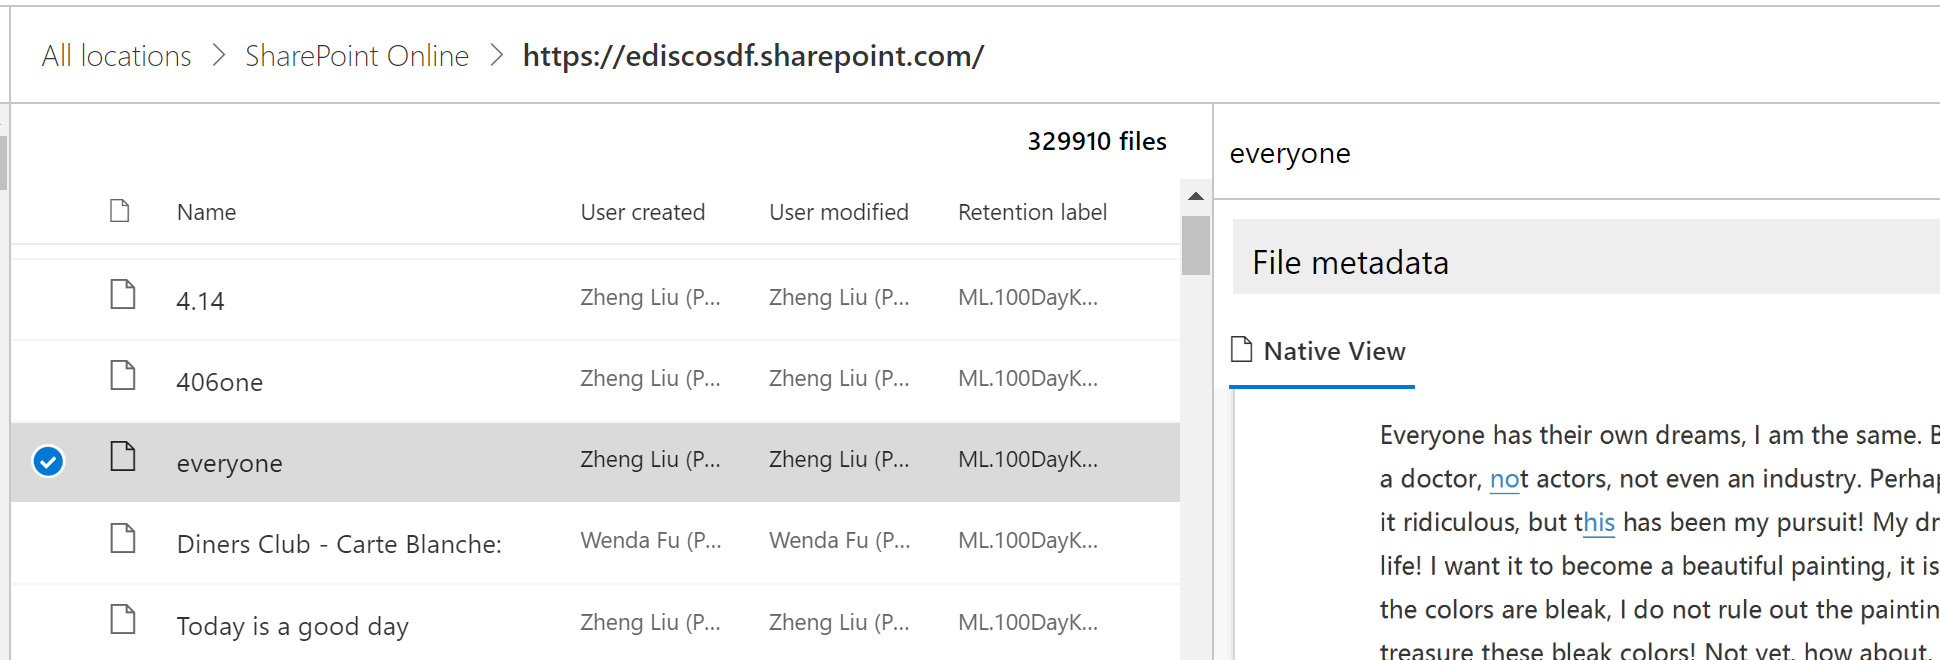 All locations > SharePoint Online > https://ediscosdf.sharepoint.com/
329910 files
Name User created User modified Retention label
4.14 Zheng Liu (P... Zheng Liu (P... ML.100DayK...
406one Zheng Liu (P... Zheng Liu (P... ML.100DayK...
everyone Zheng Liu (P... Zheng Liu (P... ML.100DayK...
Diners Club - Carte Blanche: Wenda Fu (P... Wenda Fu (P... ML.100DayK...
Today is a good day Zheng Liu (P... Zheng Liu (P... ML.100DayK...
everyone
File metadata
Native View
Everyone has their own dreams, I am the same. B
a doctor, not actors, not even an industry. Perhap
it ridiculous, but this has been my pursuit! My dr
life! I want it to become a beautiful painting, it is
the colors are bleak, I do not rule out the paintin
treasure these bleak colors! Not yet, how about,